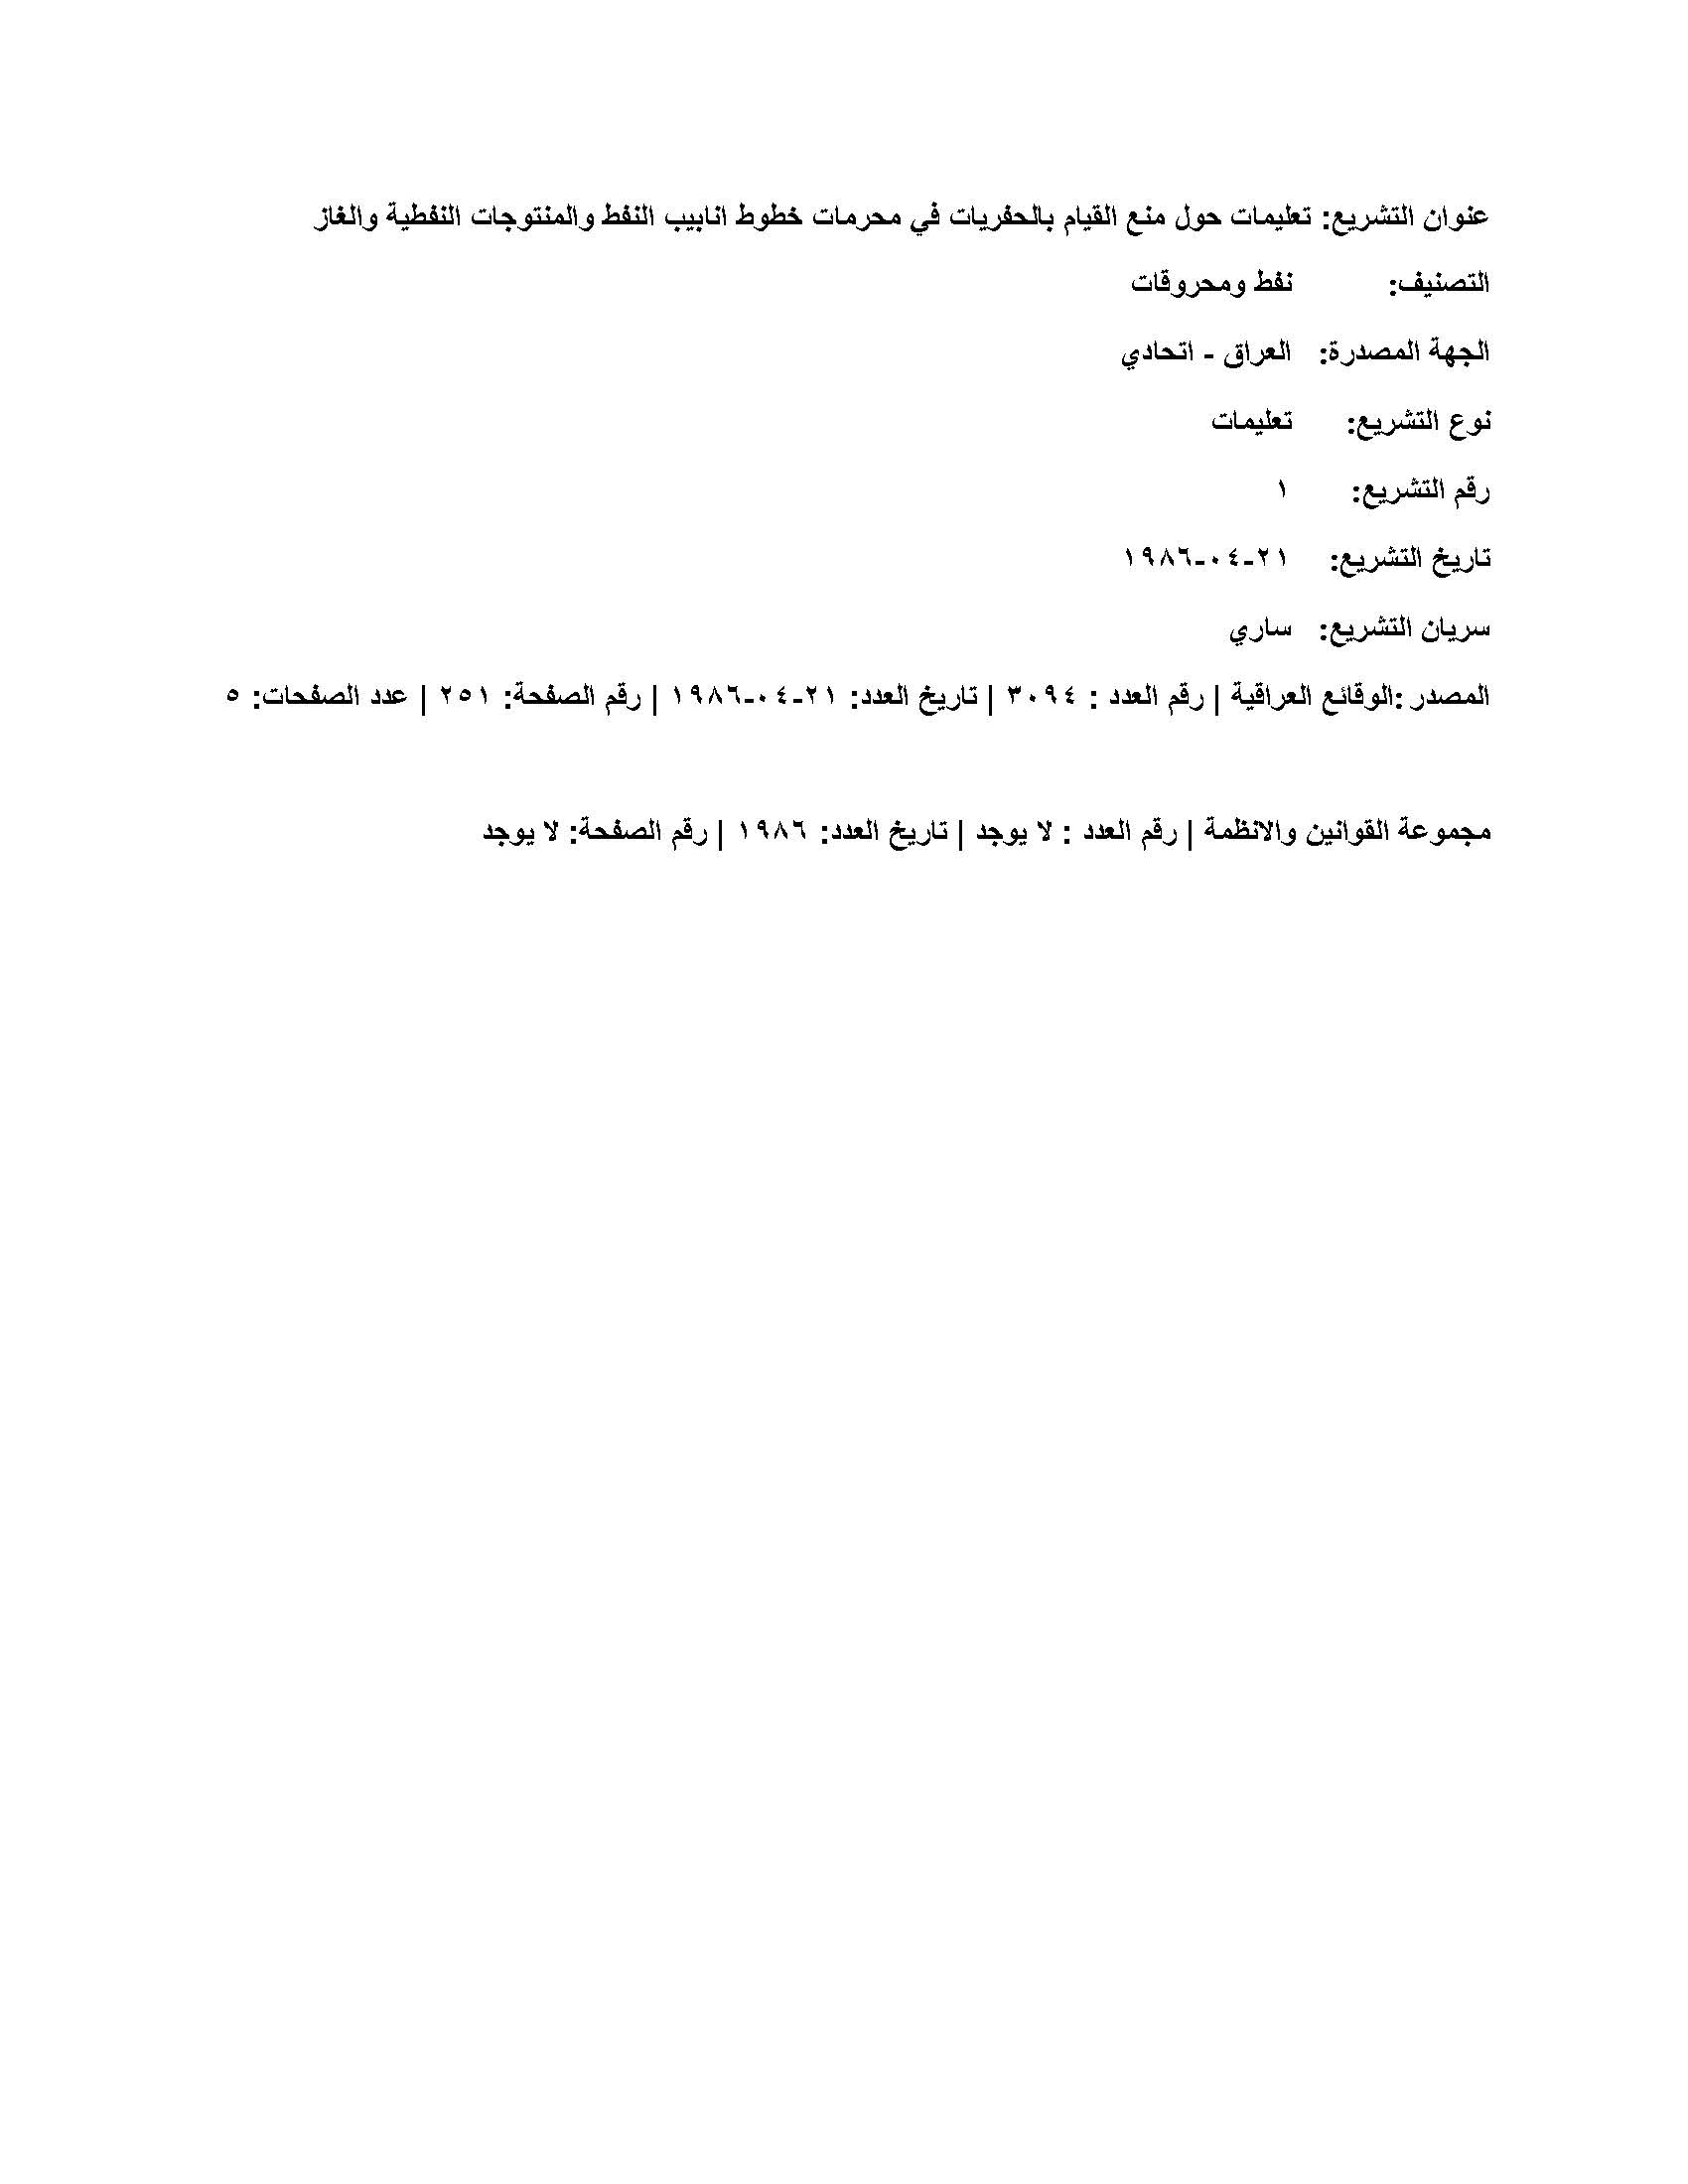 عنوان التشريع: تعليمات حول منع القيام بالحفريات في محرمات خطوط انابيب النفط والمنتوجات النفطية والغاز
التصنيف: نفط ومحروقات
الجهة المصدرة: العراق - اتحادي
نوع التشريع: تعليمات
رقم التشريع: ١
تاريخ التشريع: ٢١-٠٤-١٩٨٦
سريان التشريع: ساري
المصدر :الوقائع العراقية | رقم العدد : ٣٠٩٤ | تاريخ العدد: ٢١-٠٤-١٩٨٦ | رقم الصفحة: ٢٥١ | عدد الصفحات: ٥
مجموعة القوانين والانظمة | رقم العدد : لا يوجد | تاريخ العدد: ١٩٨٦ | رقم الصفحة: لا يوجد